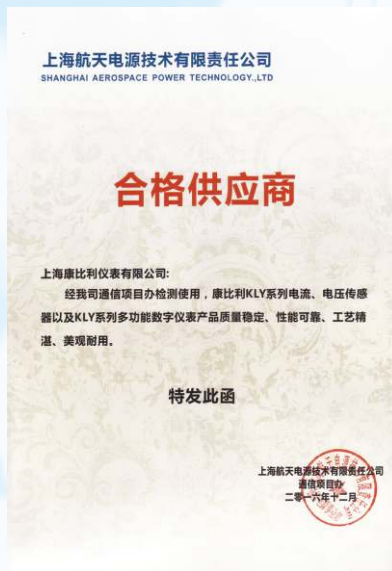 上海航天电源技术有限责任公司
SHANGHAI AEROSPACE POWER TECHNOLOGY.,LTD
合格供应商
上海康比利仪表有限公司:
经我司通信项目办检测使用，康比利KLY系列电流、电压传感
器以及KLY系列多功能数字仪表产品质量稳定、性能可靠、工艺精
湛、美观耐用。
特发此函
上海航天电源技术有限责任公司
通信项目办
二零一六年十二月